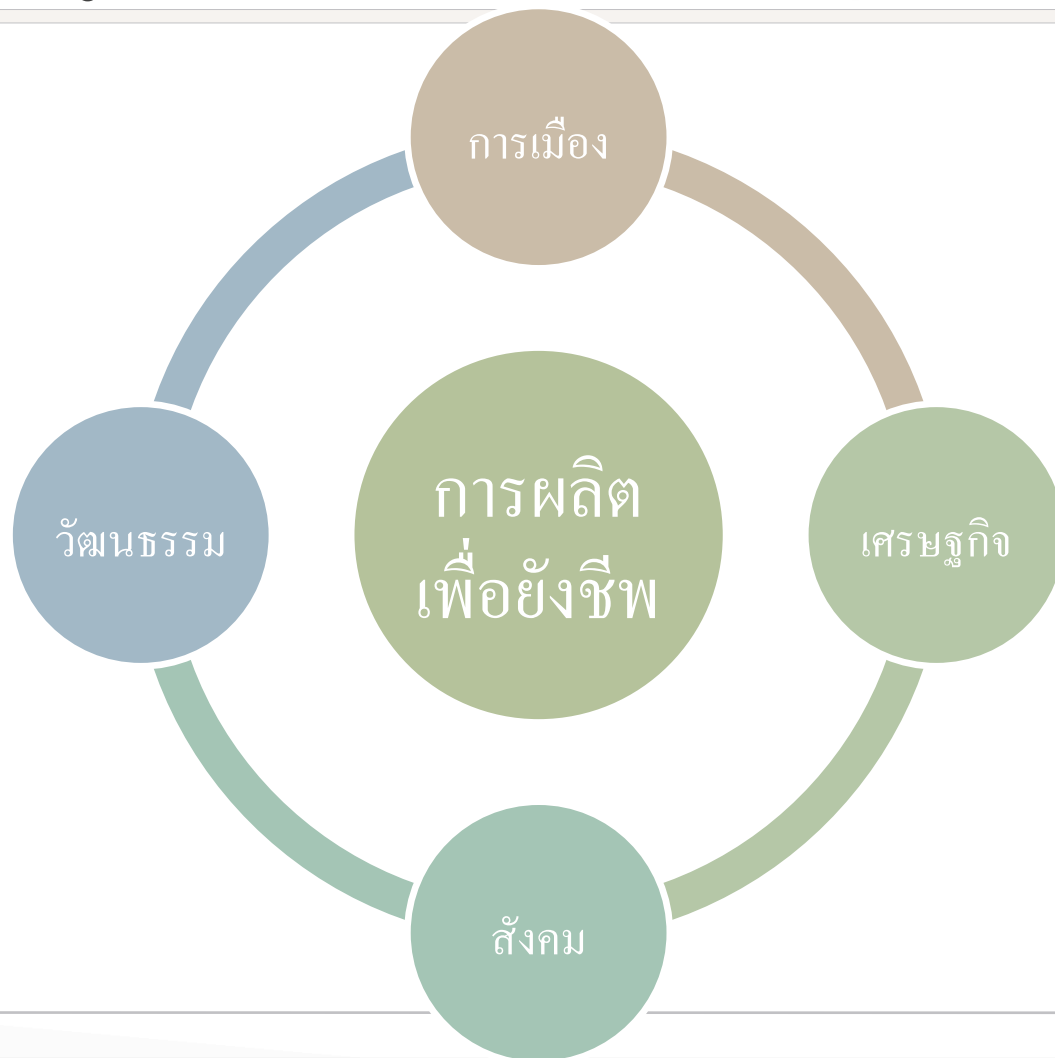 การเมือง
การผลิต
เพื่อยังชีพ
วัฒนธรรม
เศรษฐกิจ
สังคม